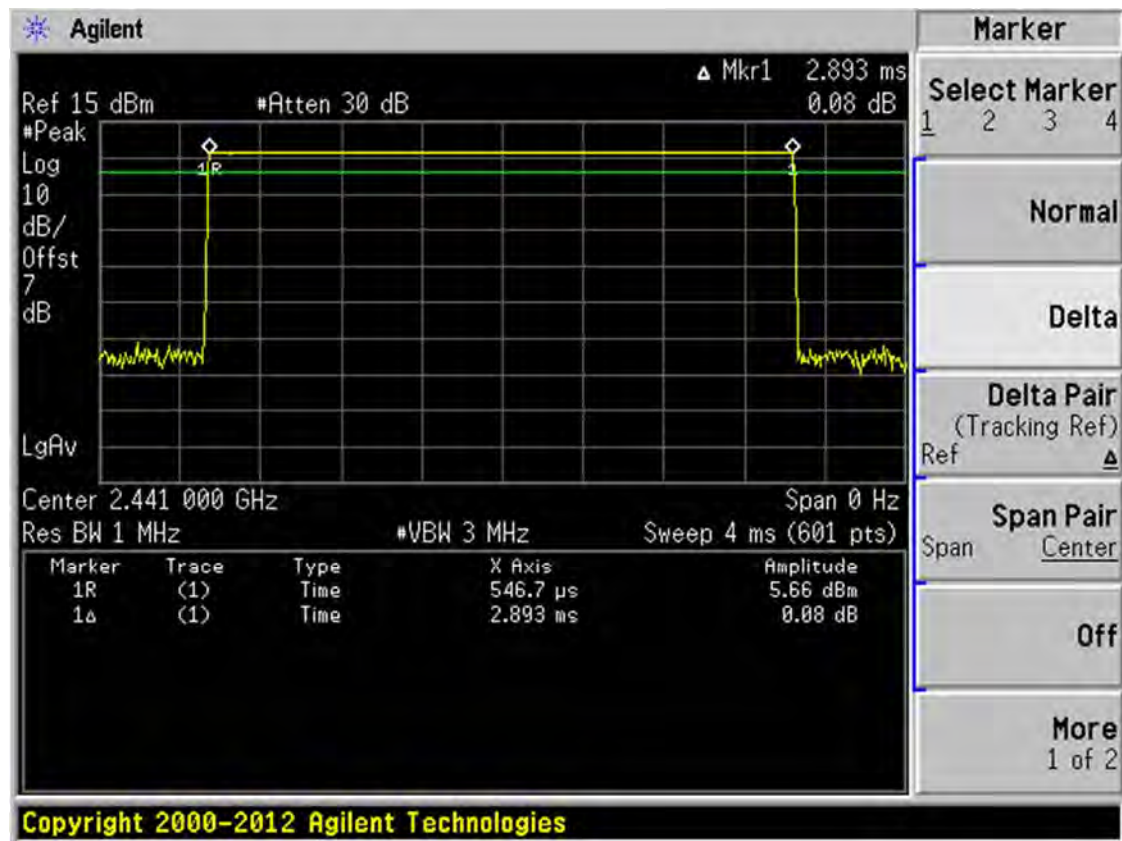 Agilent
Marker
Δ Mkr1 2.893 ms
Ref 15 dBm #Atten 30 dB 0.08 dB
#Peak
Log
10
dB/
Offst
7
dB
1R
1
LgAv
Center 2.441 000 GHz Span 0 Hz
Res BW 1 MHz #VBW 3 MHz Sweep 4 ms (601 pts)
Marker Trace Type X Axis Amplitude
1R (1) Time 546.7 µs 5.66 dBm
1Δ (1) Time 2.893 ms 0.08 dB
Select Marker
1 2 3 4
Normal
Delta
Delta Pair
(Tracking Ref)
Ref Δ
Span Pair
Span Center
Off
More
1 of 2
Copyright 2000-2012 Agilent Technologies